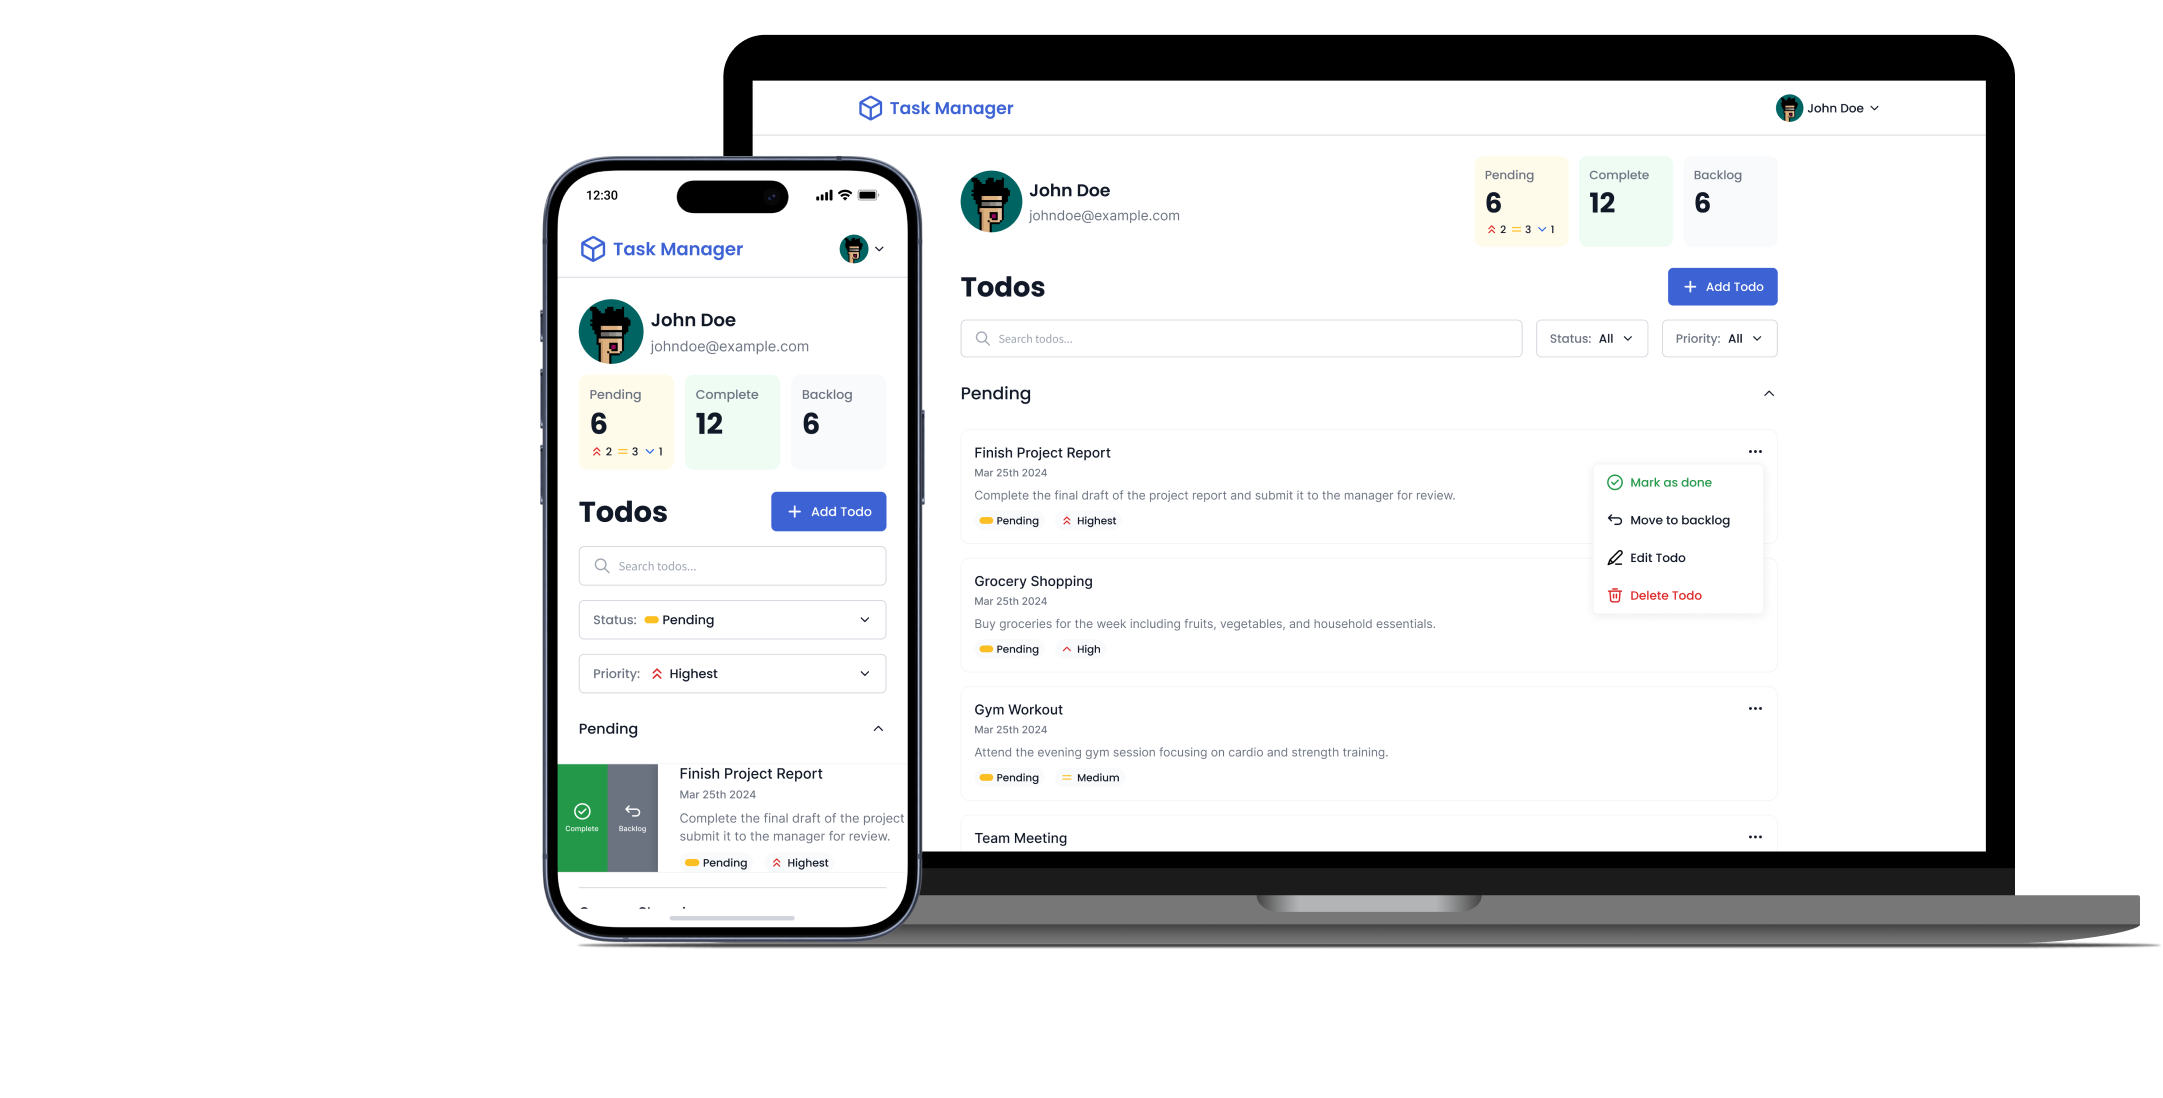 Task Manager
John Doe
John Doe
johndoe@example.com
Pending
6
2 3 1
Complete
12
Backlog
6
Todos
Add Todo
Search todos...
Status: All
Priority: All
Pending
Finish Project Report
Mar 25th 2024
Complete the final draft of the project report and submit it to the manager for review.
Pending Highest
Mark as done
Move to backlog
Edit Todo
Delete Todo
Grocery Shopping
Mar 25th 2024
Buy groceries for the week including fruits, vegetables, and household essentials.
Pending High
Gym Workout
Mar 25th 2024
Attend the evening gym session focusing on cardio and strength training.
Pending Medium
Team Meeting
12:30
Task Manager
John Doe
johndoe@example.com
Pending
6
2 3 1
Complete
12
Backlog
6
Todos
Add Todo
Search todos...
Status: Pending
Priority: Highest
Pending
Complete
Backlog
Finish Project Report
Mar 25th 2024
Complete the final draft of the project
submit it to the manager for review.
Pending Highest